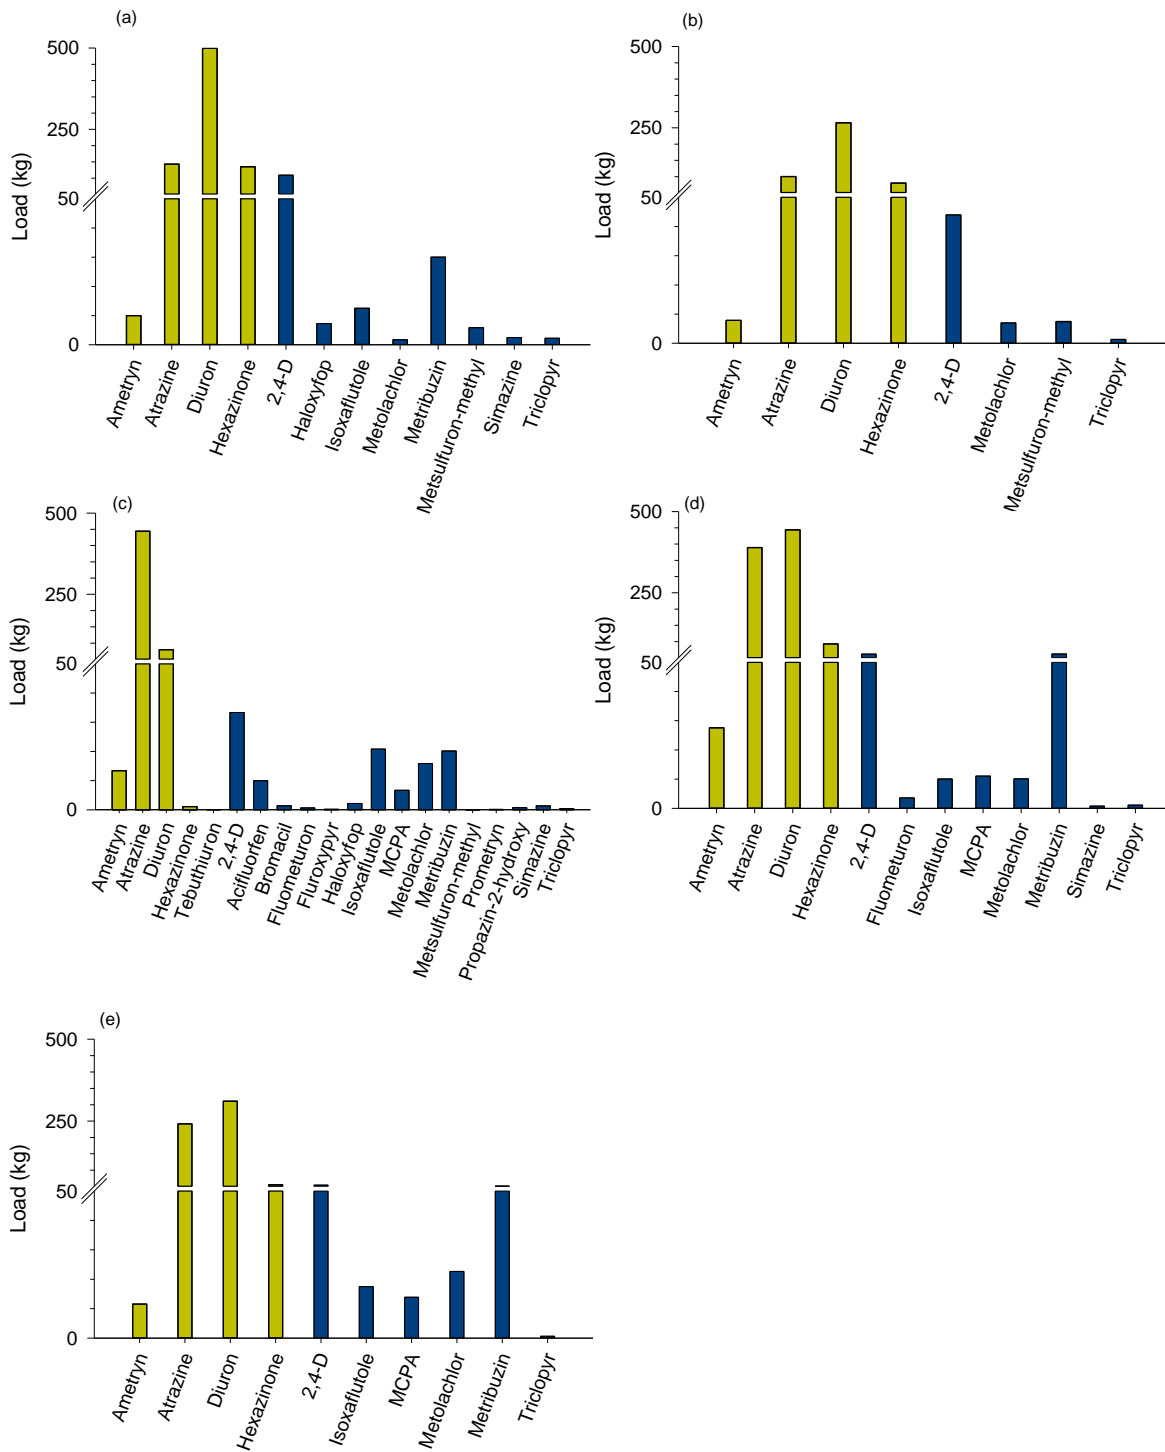 (a)
500
250
50
0
Load (kg)
Ametryn
Atrazine
Diuron
Hexazinone
2,4-D
Haloxyfop
Isoxaflutole
Metolachlor
Metribuzin
Metsulfuron-methyl
Simazine
Triclopyr
(b)
500
250
50
0
Load (kg)
Ametryn
Atrazine
Diuron
Hexazinone
2,4-D
Metolachlor
Metsulfuron-methyl
Triclopyr
(c)
500
250
50
0
Load (kg)
Ametryn
Atrazine
Diuron
Hexazinone
Tebuthiuron
2,4-D
Acifluorfen
Bromacil
Fluometuron
Fluroxypyr
Haloxyfop
Isoxaflutole
MCPA
Metolachlor
Metribuzin
Metsulfuron-methyl
Prometryn
Propazin-2-hydroxy
Simazine
Triclopyr
(d)
500
250
50
0
Load (kg)
Ametryn
Atrazine
Diuron
Hexazinone
2,4-D
Fluometuron
Isoxaflutole
MCPA
Metolachlor
Metribuzin
Simazine
Triclopyr
(e)
500
250
50
0
Load (kg)
Ametryn
Atrazine
Diuron
Hexazinone
2,4-D
Isoxaflutole
MCPA
Metolachlor
Metribuzin
Triclopyr